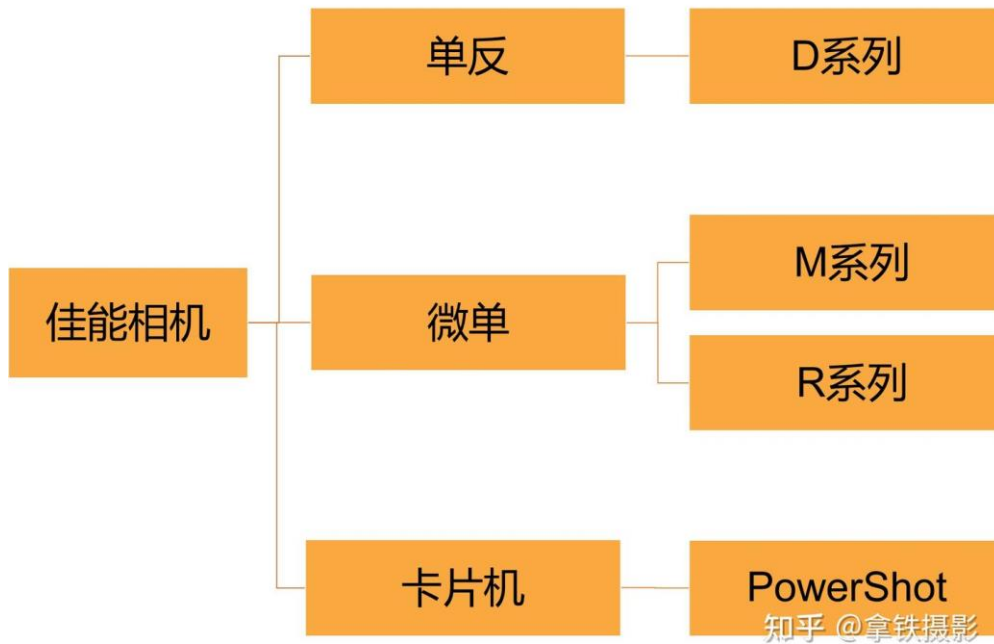 单反
D系列
佳能相机
微单
M系列
R系列
卡片机
PowerShot
知乎 @拿铁摄影